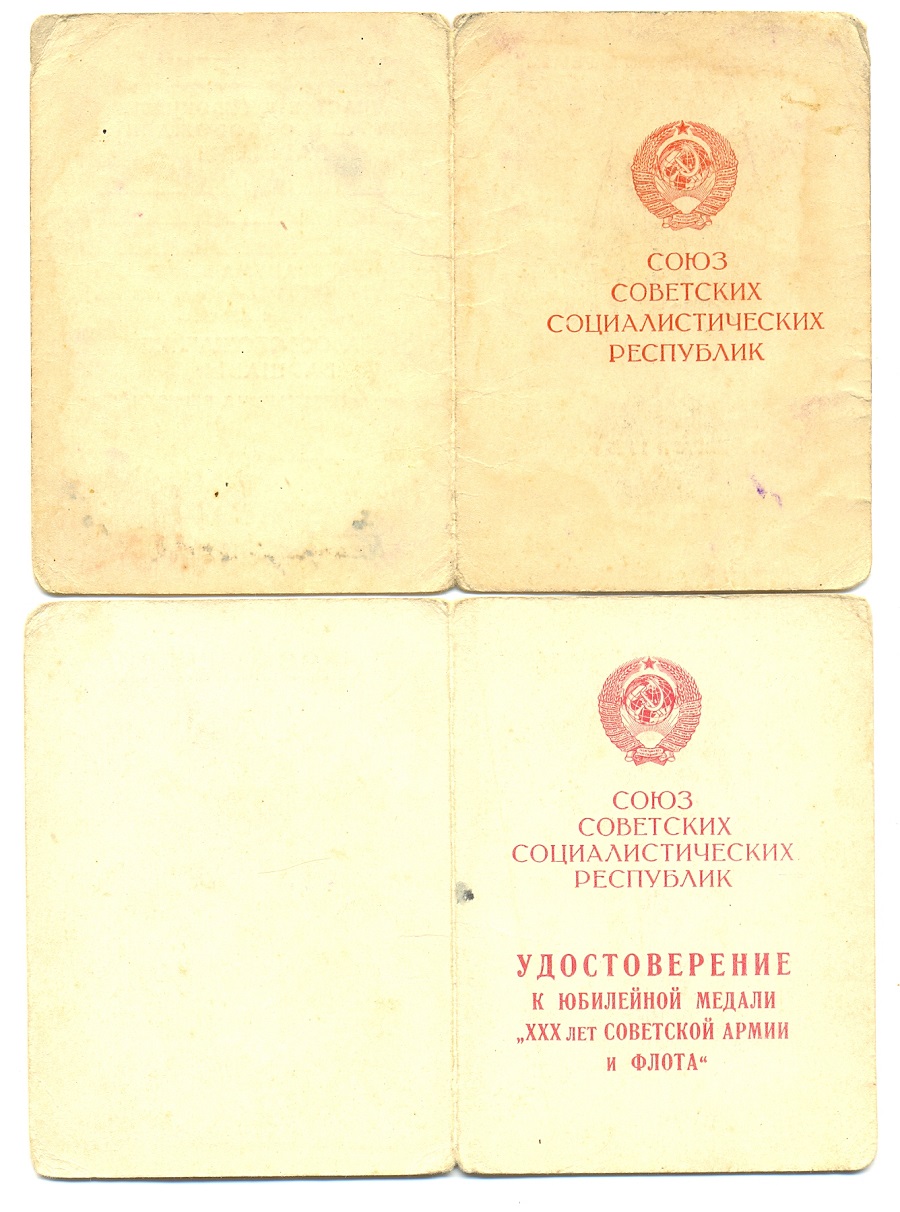 СОЮЗ
СОВЕТСКИХ
СОЦИАЛИСТИЧЕСКИХ
РЕСПУБЛИК
СОЮЗ
СОВЕТСКИХ
СОЦИАЛИСТИЧЕСКИХ
РЕСПУБЛИК
УДОСТОВЕРЕНИЕ
К ЮБИЛЕЙНОЙ МЕДАЛИ
„XXX лет СОВЕТСКОЙ АРМИИ
и ФЛОТА“